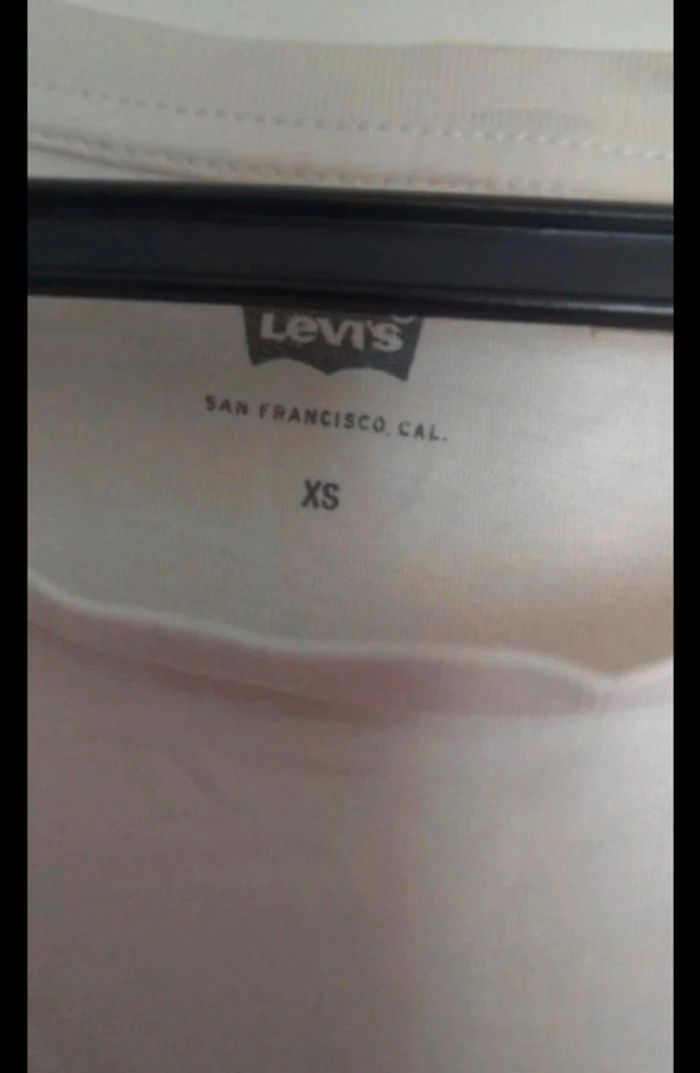 Levi's
SAN FRANCISCO, CAL.
XS